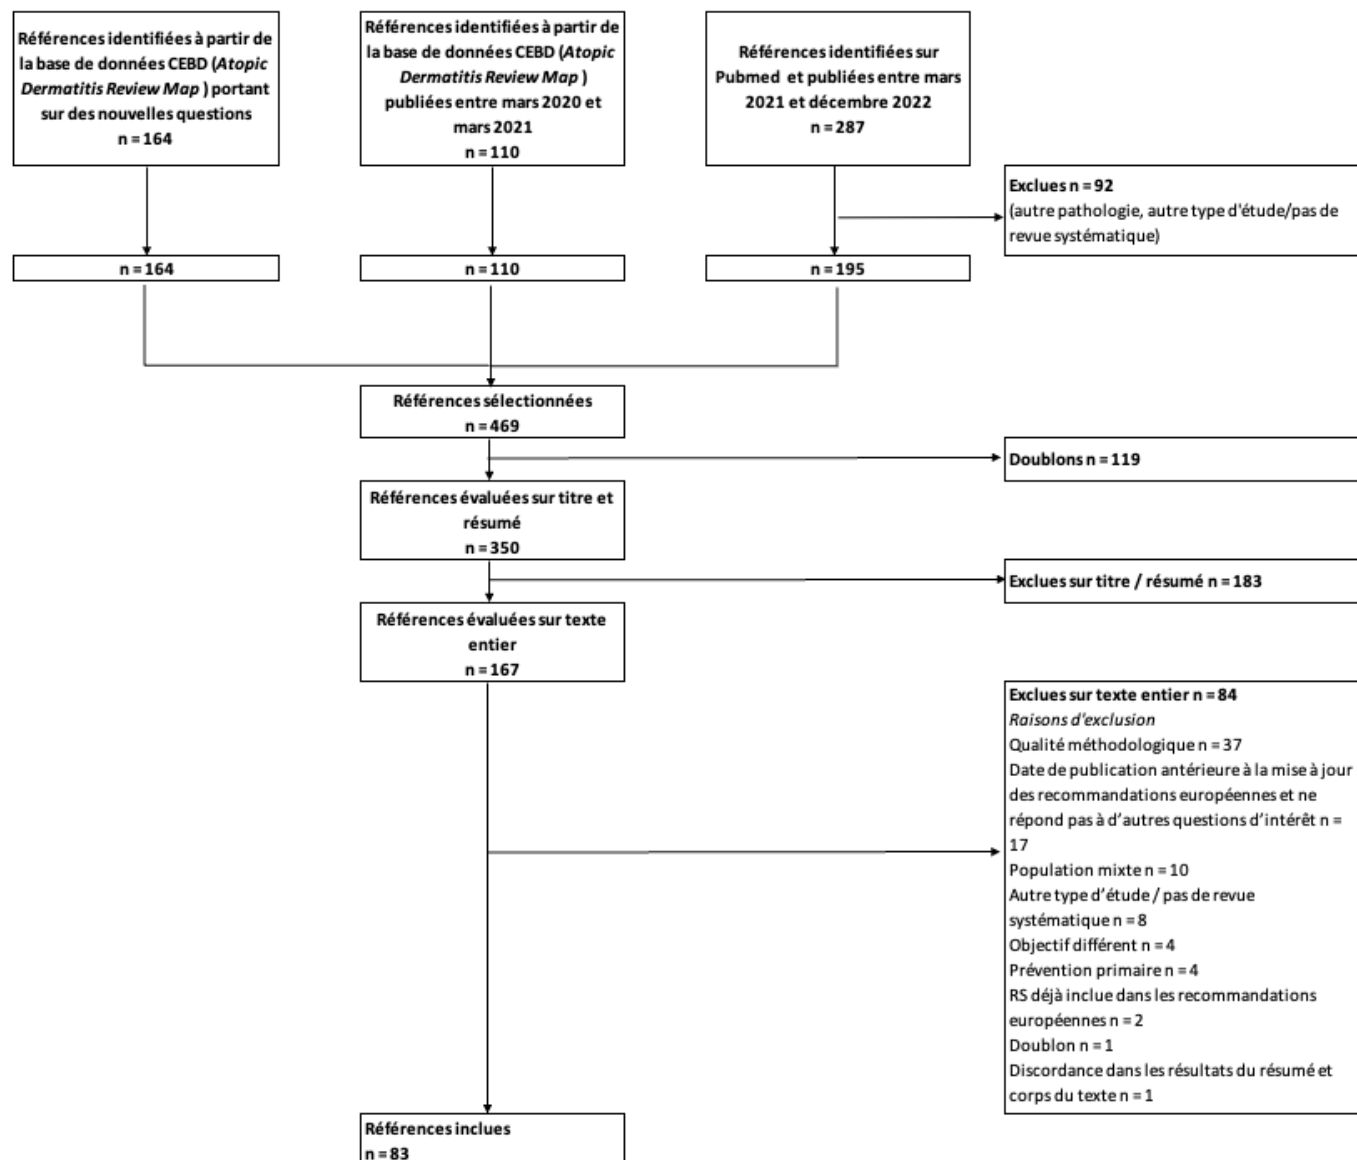 Références identifiées à partir de
la base de données CEBD (Atopic
Dermatitis Review Map ) portant
sur des nouvelles questions
n = 164
Références identifiées à partir de
la base de données CEBD (Atopic
Dermatitis Review Map )
publiées entre mars 2020 et
mars 2021
n = 110
Références identifiées sur
Pubmed et publiées entre mars
2021 et décembre 2022
n = 287
Exclues n = 92
(autre pathologie, autre type d'étude/pas de
revue systématique)
n = 164
n = 110
n = 195
Références sélectionnées
n = 469
Doublons n = 119
Références évaluées sur titre et
résumé
n = 350
Exclues sur titre / résumé n = 183
Références évaluées sur texte
entier
n = 167
Exclues sur texte entier n = 84
Raisons d'exclusion
Qualité méthodologique n = 37
Date de publication antérieure à la mise à jour
des recommandations européennes et ne
répond pas à d’autres questions d’intérêt n =
17
Population mixte n = 10
Autre type d’étude / pas de revue
systématique n = 8
Objectif différent n = 4
Prévention primaire n = 4
RS déjà inclue dans les recommandations
européennes n = 2
Doublon n = 1
Discordance dans les résultats du résumé et
corps du texte n = 1
Références inclues
n = 83